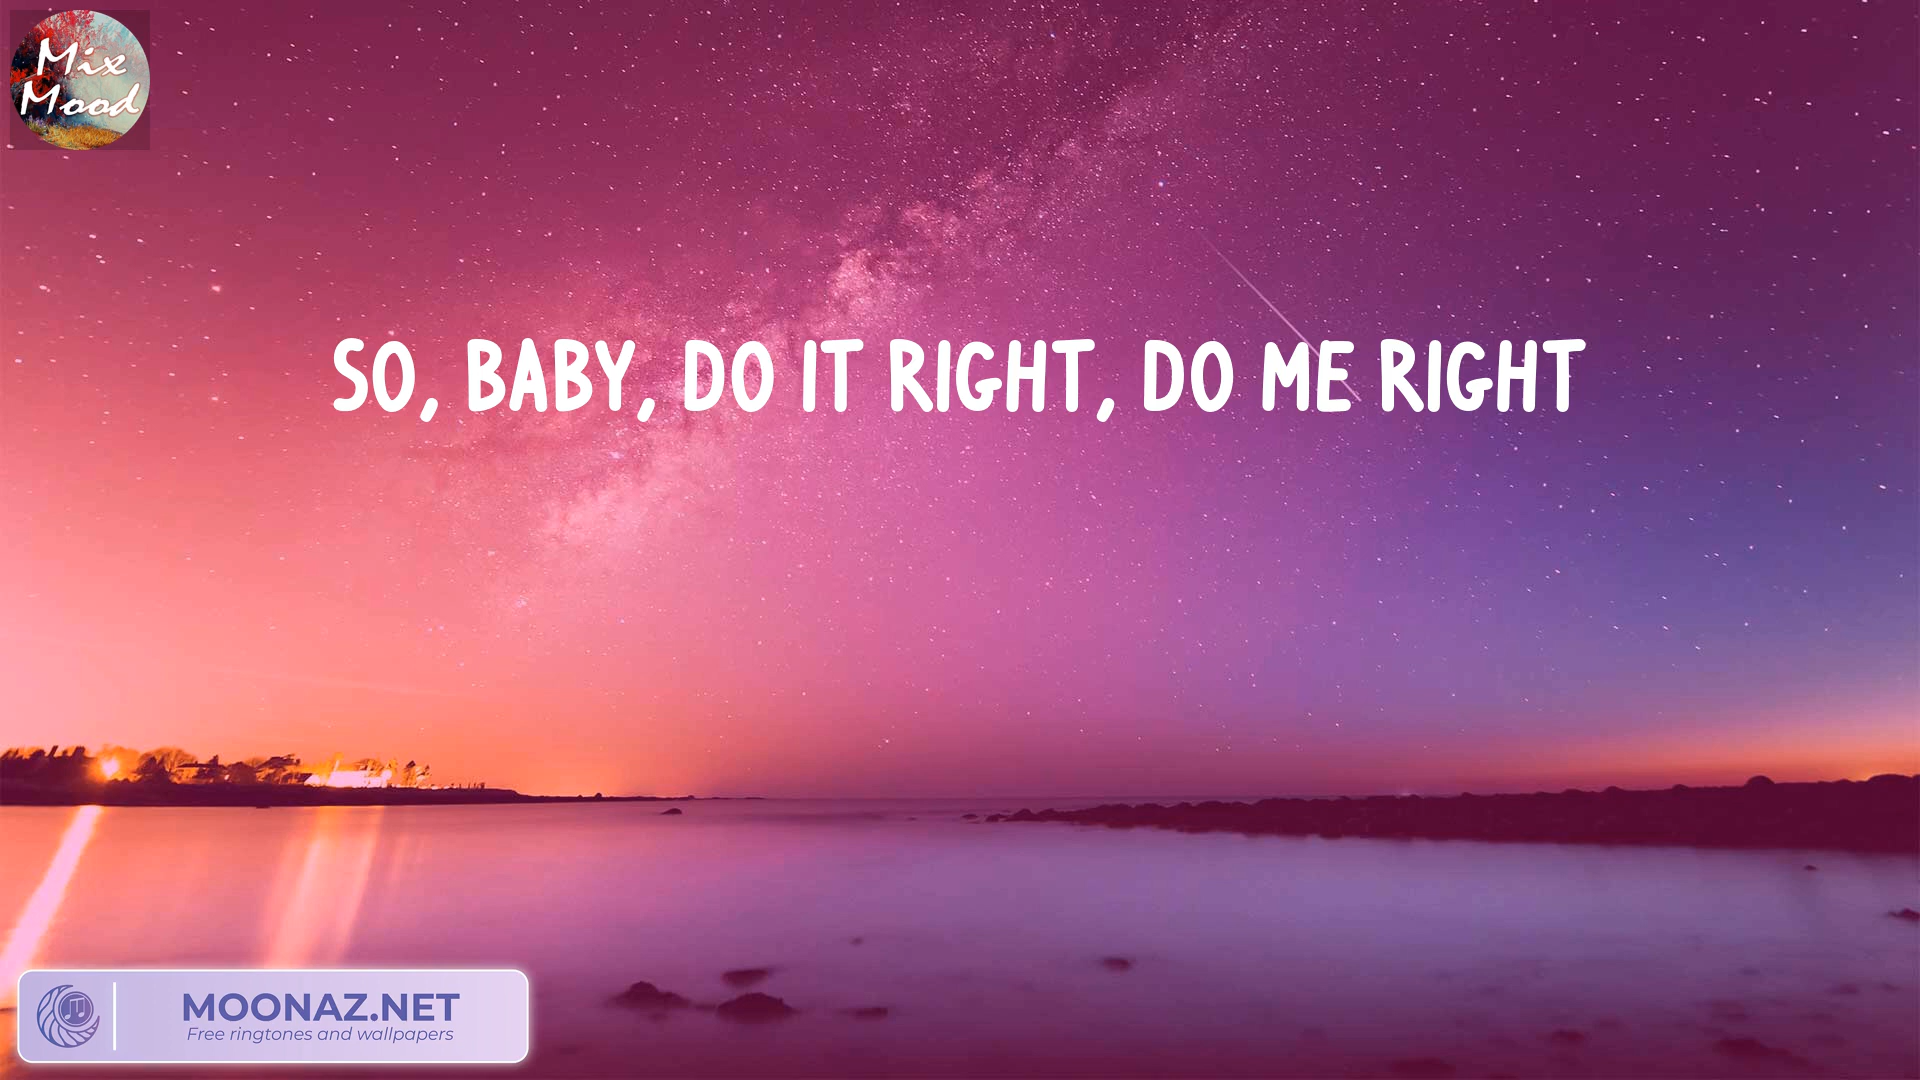 Mix
Mood
SO, BABY, DO IT RIGHT, DO ME RIGHT
MOONAZ.NET
Free ringtones and wallpapers